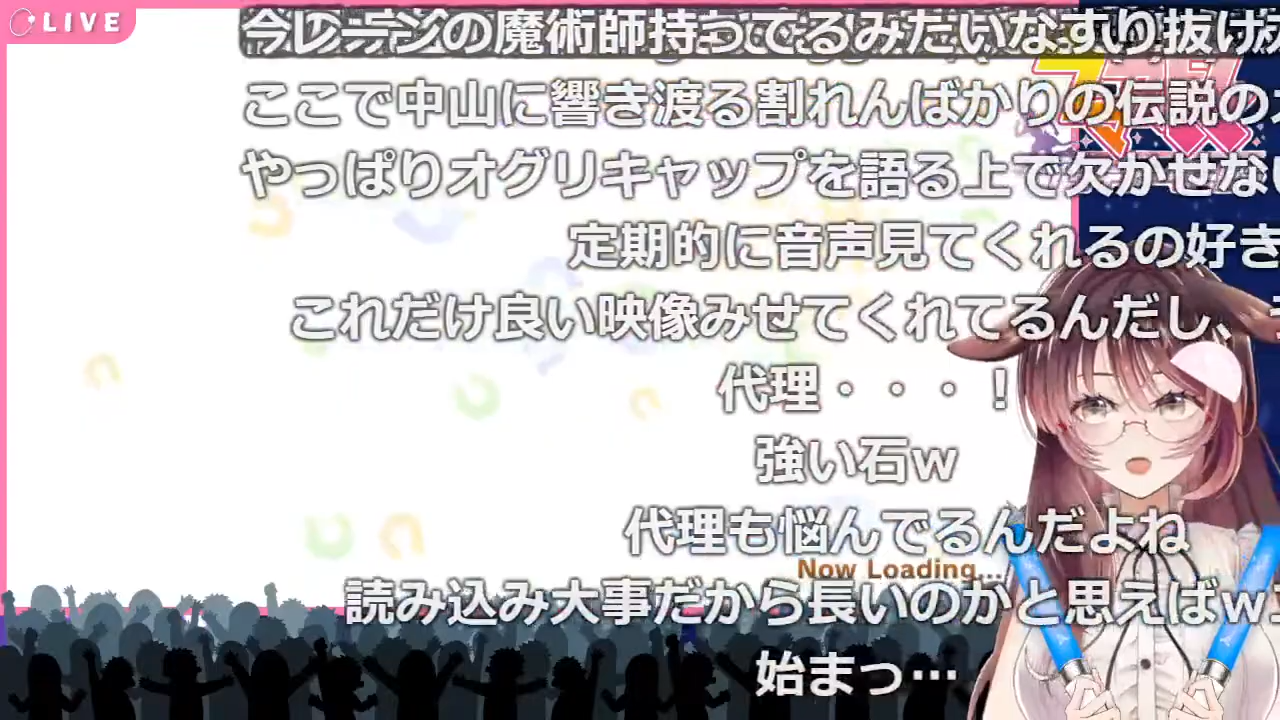 LIVE
今レーテンの魔術師持ってるみたいなすり抜け
ここで中山に響き渡る割れんばかりの伝説の
やっぱりオグリキャップを語る上で欠かせない
定期的に音声見てくれるの好き
これだけ良い映像みせてくれてるんだし、
代理・・・！
強い石w
代理も悩んでるんだよね
Now Loading...
読み込み大事だから長いのかと思えばw
始まっ…